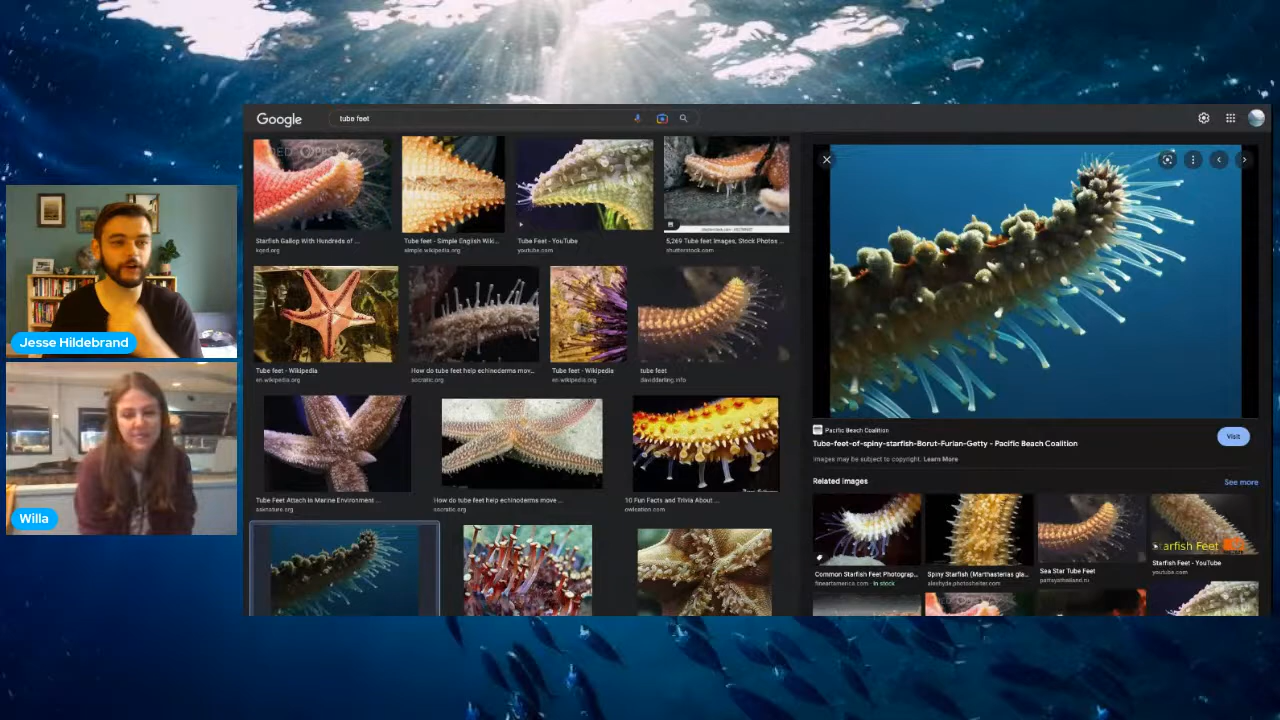 Google
tube feet
Starfish Gallop With Hundreds of ...
kqed.org
Tube feet - Simple English Wiki...
simple.wikipedia.org
Tube Feet - YouTube
youtube.com
5,269 Tube feet Images, Stock Photos ...
shutterstock.com
Tube feet - Wikipedia
en.wikipedia.org
How do tube feet help echinoderms mov...
socratic.org
Tube feet - Wikipedia
en.wikipedia.org
tube feet
daviddarling.info
Tube Feet Attach in Marine Environment ...
asknature.org
How do tube feet help echinoderms move ...
socratic.org
10 Fun Facts and Trivia About ...
owlcation.com
Pacific Beach Coalition
Tube-feet-of-spiny-starfish-Borut-Furlan-Getty - Pacific Beach Coalition
Visit
Images may be subject to copyright. Learn More
Related images
See more
Common Starfish Feet Photograp...
fineartamerica.com · In stock
Spiny Starfish (Marthasterias gla...
alexhyde.photoshelter.com
Sea Star Tube Feet
arfish Feet
Starfish Feet - YouTube
youtube.com
Jesse Hildebrand
Willa